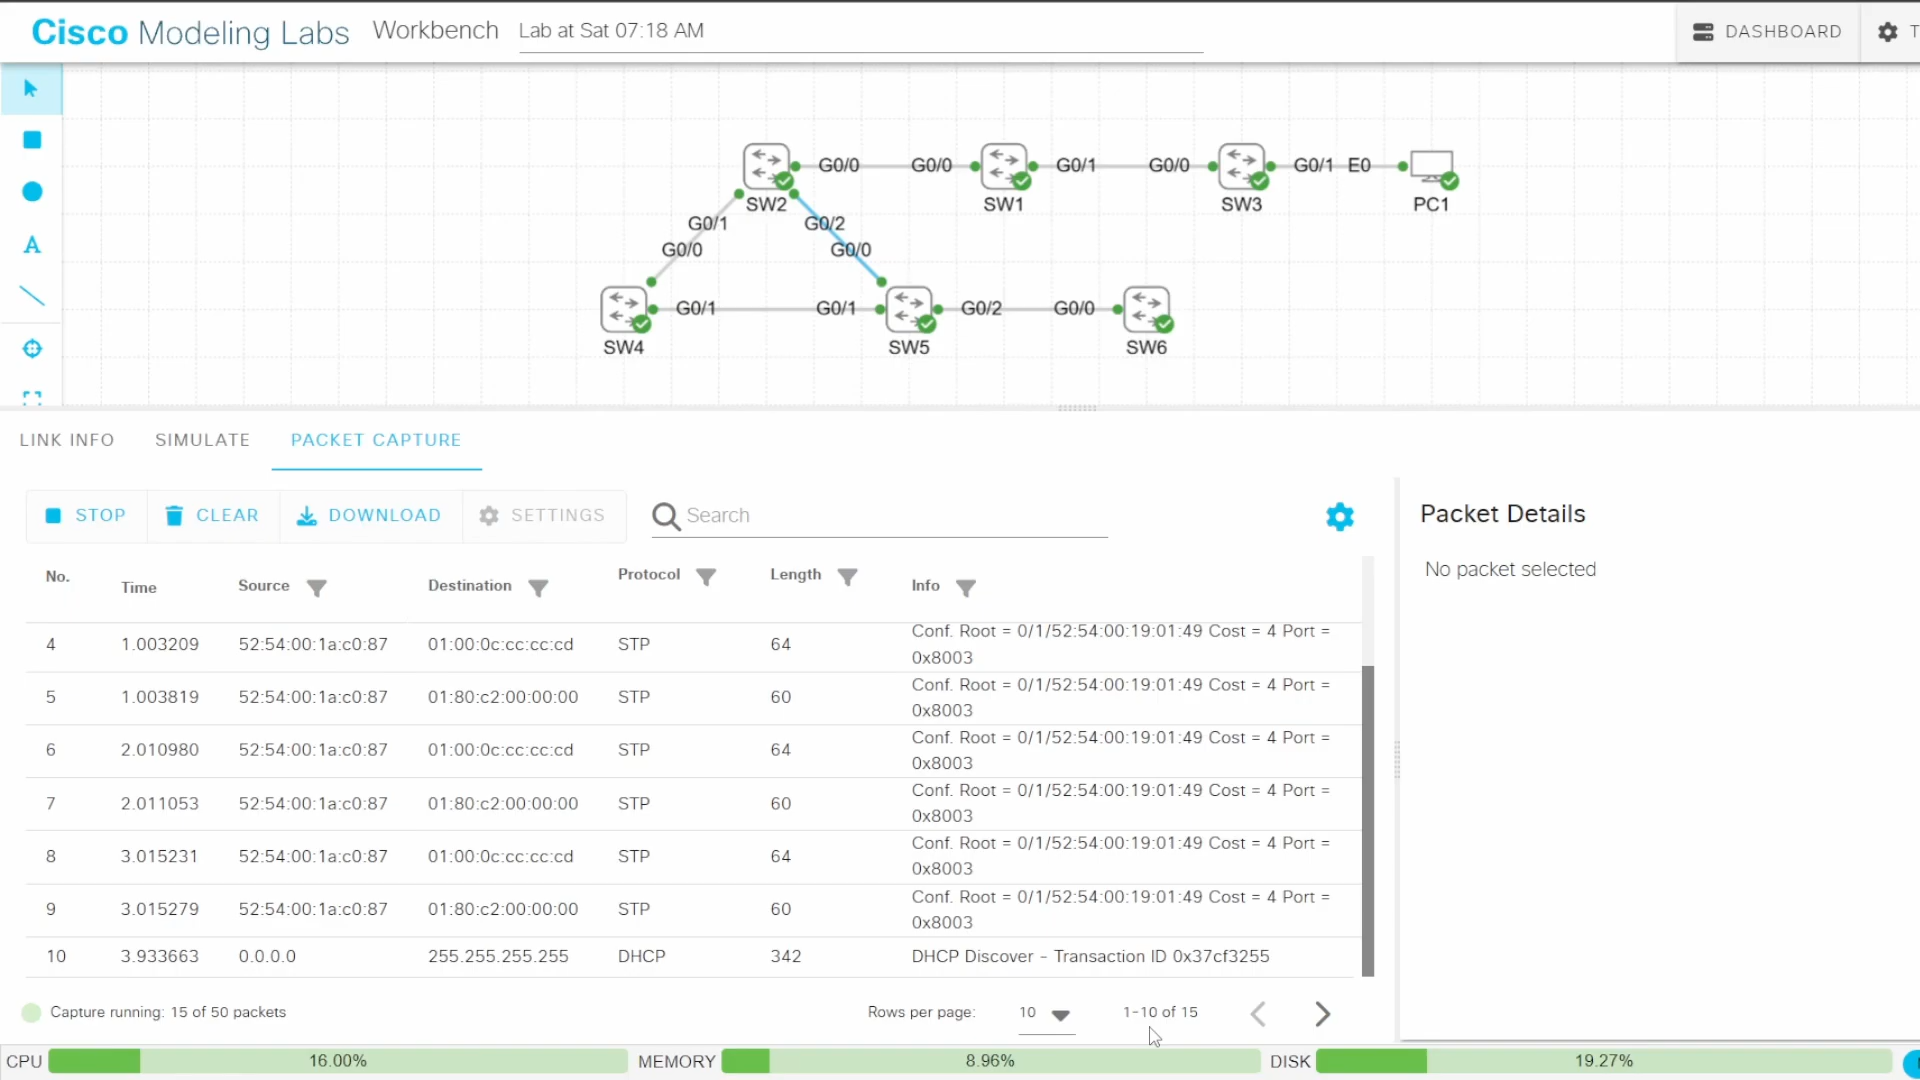 Cisco Modeling Labs Workbench Lab at Sat 07:18 AM DASHBOARD T
G0/0 G0/0 G0/1 G0/0 G0/1 E0
SW2 SW1 SW3 PC1
G0/1 G0/2
G0/0 G0/0
G0/1 G0/1 G0/2 G0/0
SW4 SW5 SW6
A
LINK INFO SIMULATE PACKET CAPTURE
STOP CLEAR DOWNLOAD SETTINGS Search
Packet Details
No packet selected
No. Time Source Destination Protocol Length Info
4 1.003209 52:54:00:1a:c0:87 01:00:0c:cc:cc:cd STP 64 Conf. Root = 0/1/52:54:00:19:01:49 Cost = 4 Port =
0x8003
5 1.003819 52:54:00:1a:c0:87 01:80:c2:00:00:00 STP 60 Conf. Root = 0/1/52:54:00:19:01:49 Cost = 4 Port =
0x8003
6 2.010980 52:54:00:1a:c0:87 01:00:0c:cc:cc:cd STP 64 Conf. Root = 0/1/52:54:00:19:01:49 Cost = 4 Port =
0x8003
7 2.011053 52:54:00:1a:c0:87 01:80:c2:00:00:00 STP 60 Conf. Root = 0/1/52:54:00:19:01:49 Cost = 4 Port =
0x8003
8 3.015231 52:54:00:1a:c0:87 01:00:0c:cc:cc:cd STP 64 Conf. Root = 0/1/52:54:00:19:01:49 Cost = 4 Port =
0x8003
9 3.015279 52:54:00:1a:c0:87 01:80:c2:00:00:00 STP 60 Conf. Root = 0/1/52:54:00:19:01:49 Cost = 4 Port =
0x8003
10 3.933663 0.0.0.0 255.255.255.255 DHCP 342 DHCP Discover - Transaction ID 0x37cf3255
Capture running: 15 of 50 packets Rows per page: 10 1-10 of 15
CPU 16.00% MEMORY 8.96% DISK 19.27%